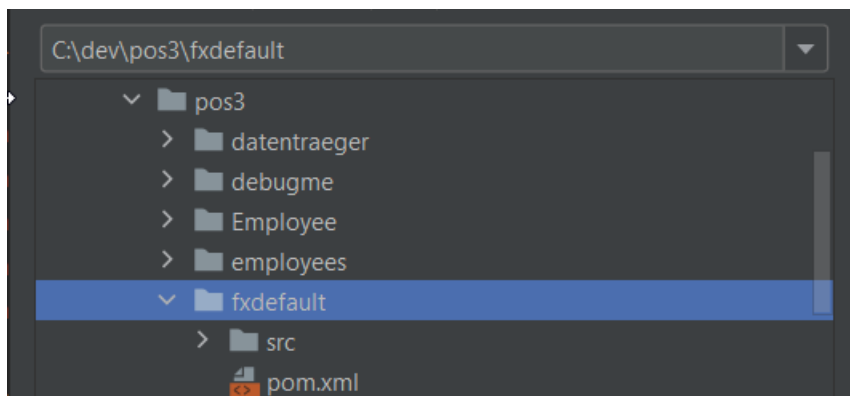 C:\dev\pos3\fxdefault
pos3
datentraeger
debugme
Employee
employees
fxdefault
src
pom.xml